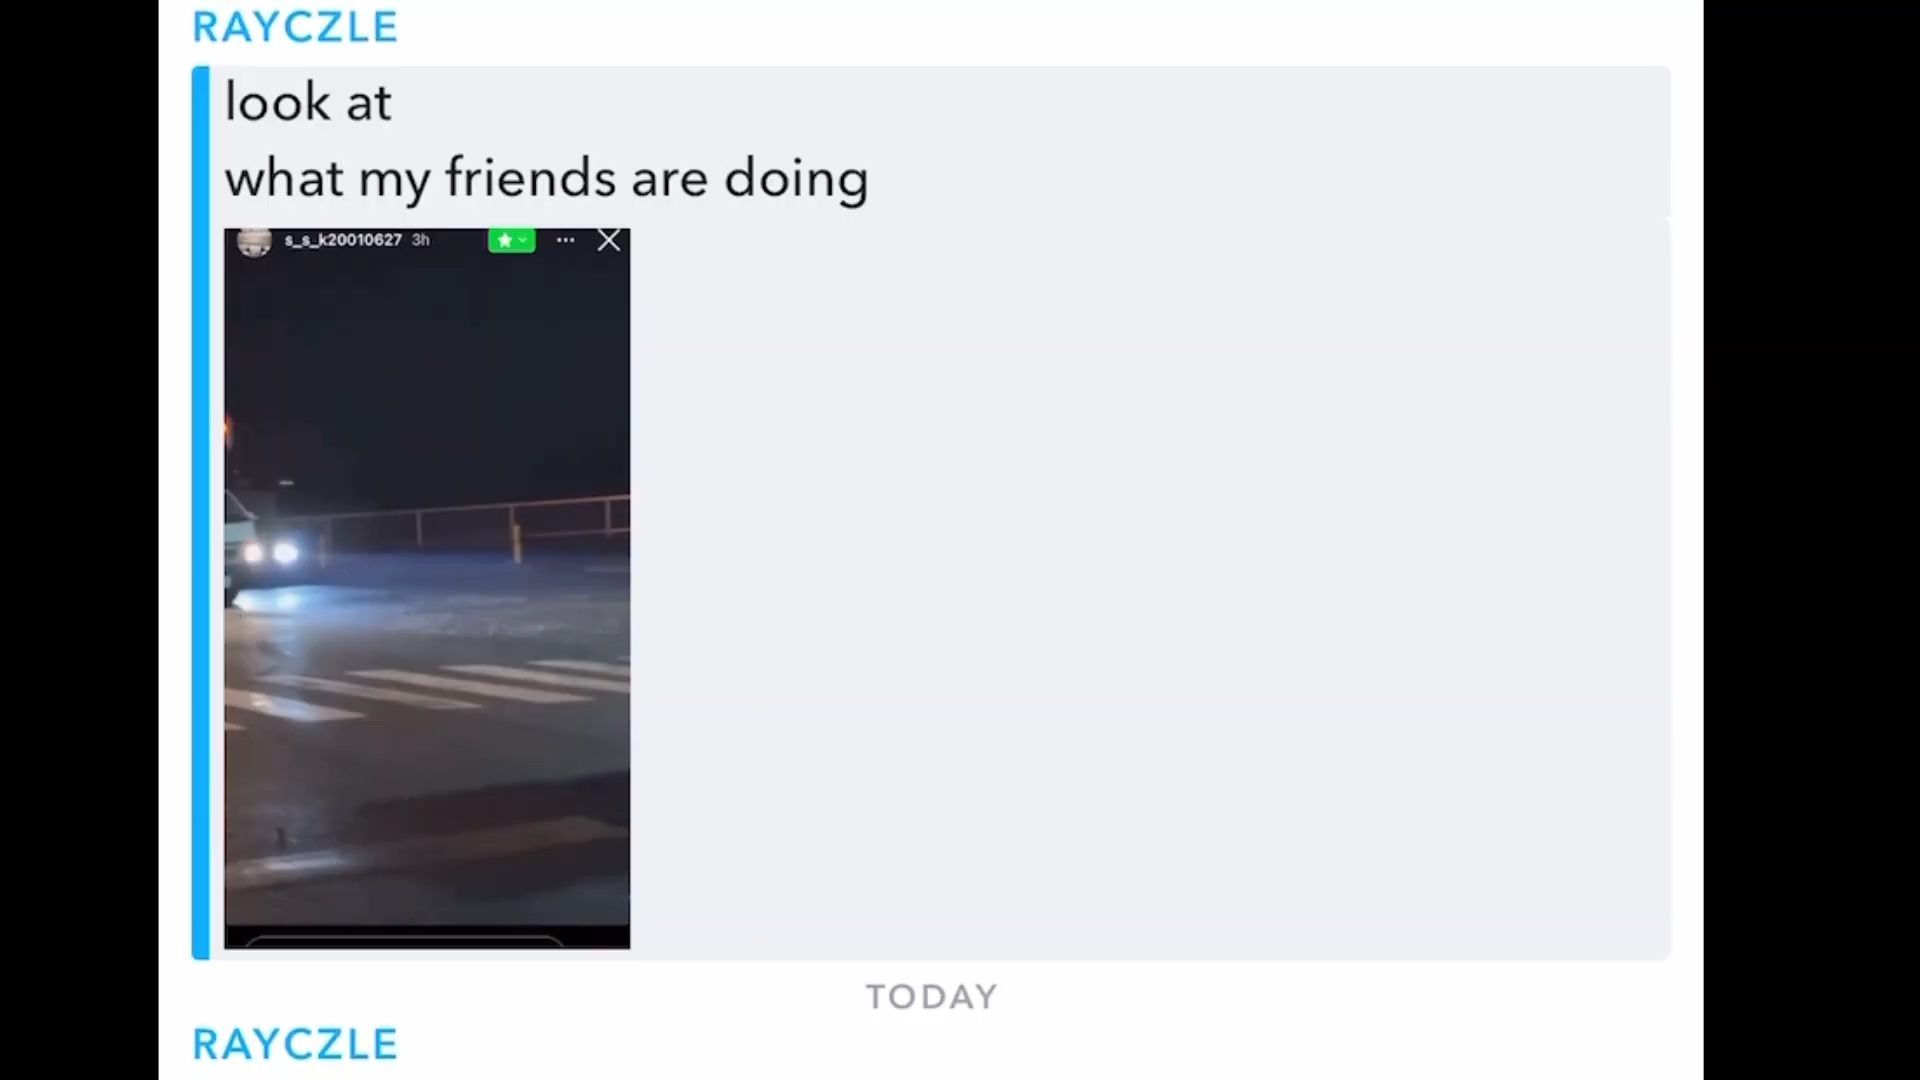 RAYCZLE
look at
what my friends are doing
s_s_k20010627 3h
TODAY
RAYCZLE